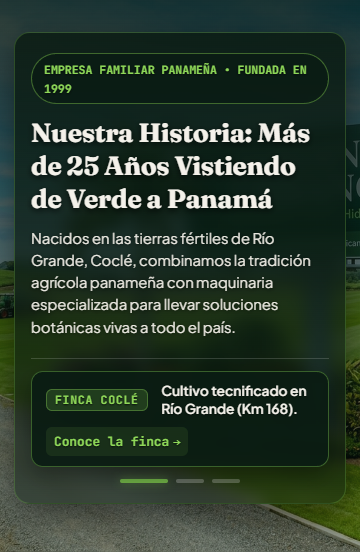 EMPRESA FAMILIAR PANAMEÑA • FUNDADA EN
1999
Nuestra Historia: Más
de 25 Años Vistiendo
de Verde a Panamá
Nacidos en las tierras fértiles de Río
Grande, Coclé, combinamos la tradición
agrícola panameña con maquinaria
especializada para llevar soluciones
botánicas vivas a todo el país.
FINCA COCLÉ
Cultivo tecnificado en
Río Grande (Km 168).
Conoce la finca →